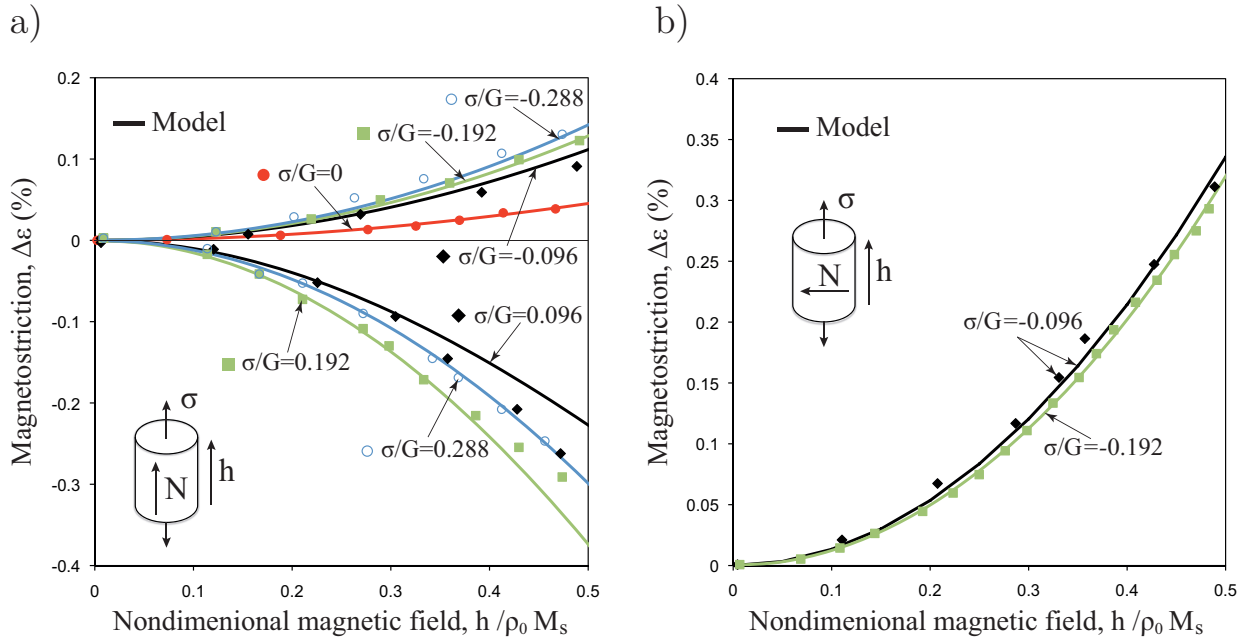 a)
Magnetostriction, Δε (%)
0.2
0.1
0
-0.1
-0.2
-0.3
-0.4
Model
σ/G=-0.288
σ/G=-0.192
σ/G=0
σ/G=-0.096
σ/G=0.096
σ/G=0.192
σ/G=0.288
σ
N
h
0 0.1 0.2 0.3 0.4 0.5
Nondimenional magnetic field, h /ρ₀ Mₛ
b)
Magnetostriction, Δε (%)
0.4
0.35
0.3
0.25
0.2
0.15
0.1
0.05
0
Model
σ
N
h
σ/G=-0.096
σ/G=-0.192
0 0.1 0.2 0.3 0.4 0.5
Nondimenional magnetic field, h /ρ₀ Mₛ